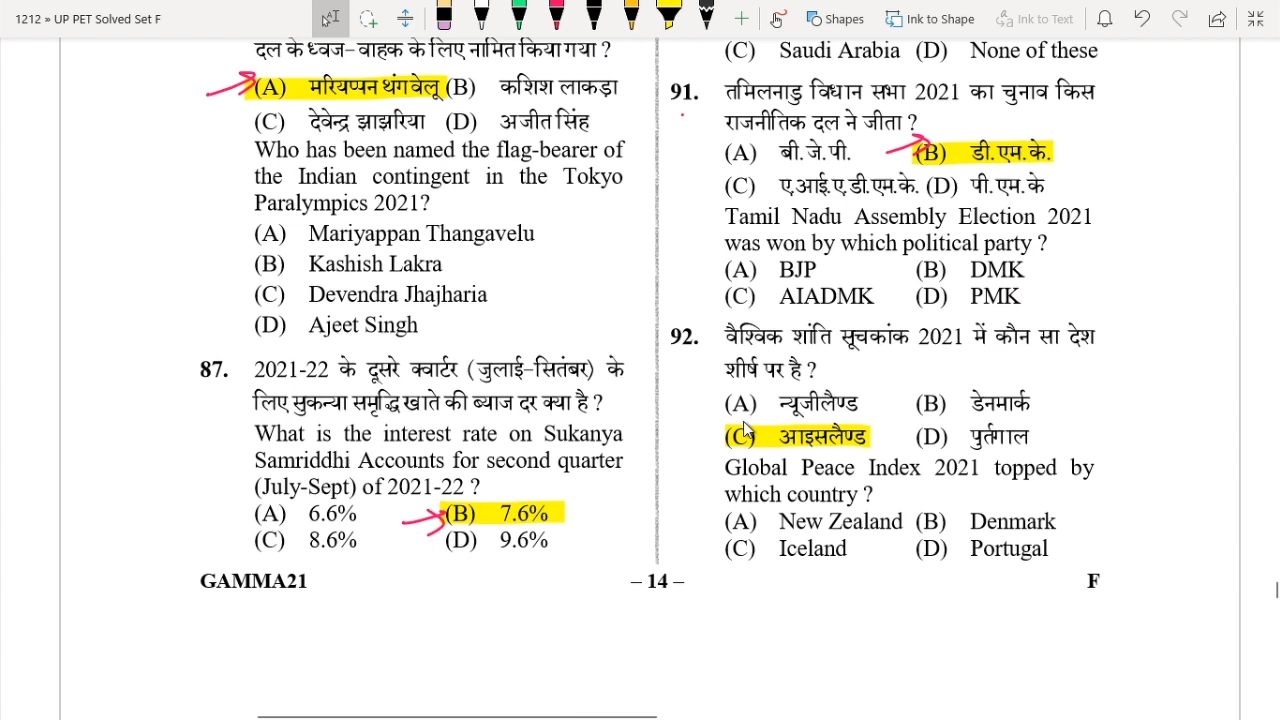 1212 » UP PET Solved Set F
Shapes
Ink to Shape
Ink to Text
दल के ध्वज-वाहक के लिए नामित किया गया ?
(A) मरियप्पन थंगवेलू (B) कशिश लाकड़ा
(C) देवेन्द्र झाझरिया (D) अजीत सिंह
Who has been named the flag-bearer of
the Indian contingent in the Tokyo
Paralympics 2021?
(A) Mariyappan Thangavelu
(B) Kashish Lakra
(C) Devendra Jhajharia
(D) Ajeet Singh
87. 2021-22 के दूसरे क्वार्टर (जुलाई-सितंबर) के
लिए सुकन्या समृद्धि खाते की ब्याज दर क्या है ?
What is the interest rate on Sukanya
Samriddhi Accounts for second quarter
(July-Sept) of 2021-22 ?
(A) 6.6% (B) 7.6%
(C) 8.6% (D) 9.6%
(C) Saudi Arabia (D) None of these
91. तमिलनाडु विधान सभा 2021 का चुनाव किस
राजनीतिक दल ने जीता ?
(A) बी.जे.पी. (B) डी.एम.के.
(C) ए.आई.ए.डी.एम.के. (D) पी.एम.के
Tamil Nadu Assembly Election 2021
was won by which political party ?
(A) BJP (B) DMK
(C) AIADMK (D) PMK
92. वैश्विक शांति सूचकांक 2021 में कौन सा देश
शीर्ष पर है ?
(A) न्यूजीलैण्ड (B) डेनमार्क
(C) आइसलैण्ड (D) पुर्तगाल
Global Peace Index 2021 topped by
which country ?
(A) New Zealand (B) Denmark
(C) Iceland (D) Portugal
GAMMA21 – 14 – F